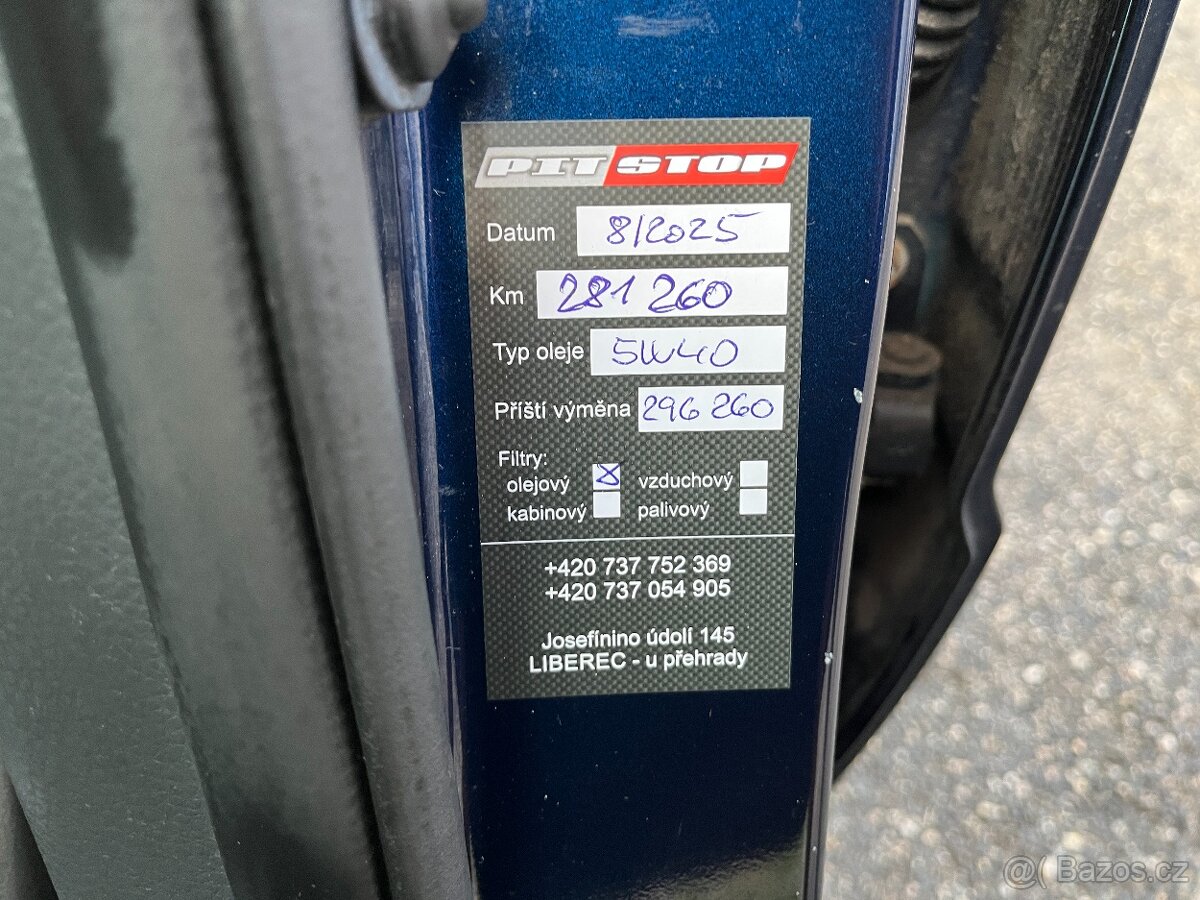 PIT STOP
Datum 8/2025
Km 281 260
Typ oleje 5W40
Příští výměna 296 260
Filtry:
olejový X vzduchový
kabinový palivový
+420 737 752 369
+420 737 054 905
Josefínino údolí 145
LIBEREC - u přehrady
@( Bazos.cz